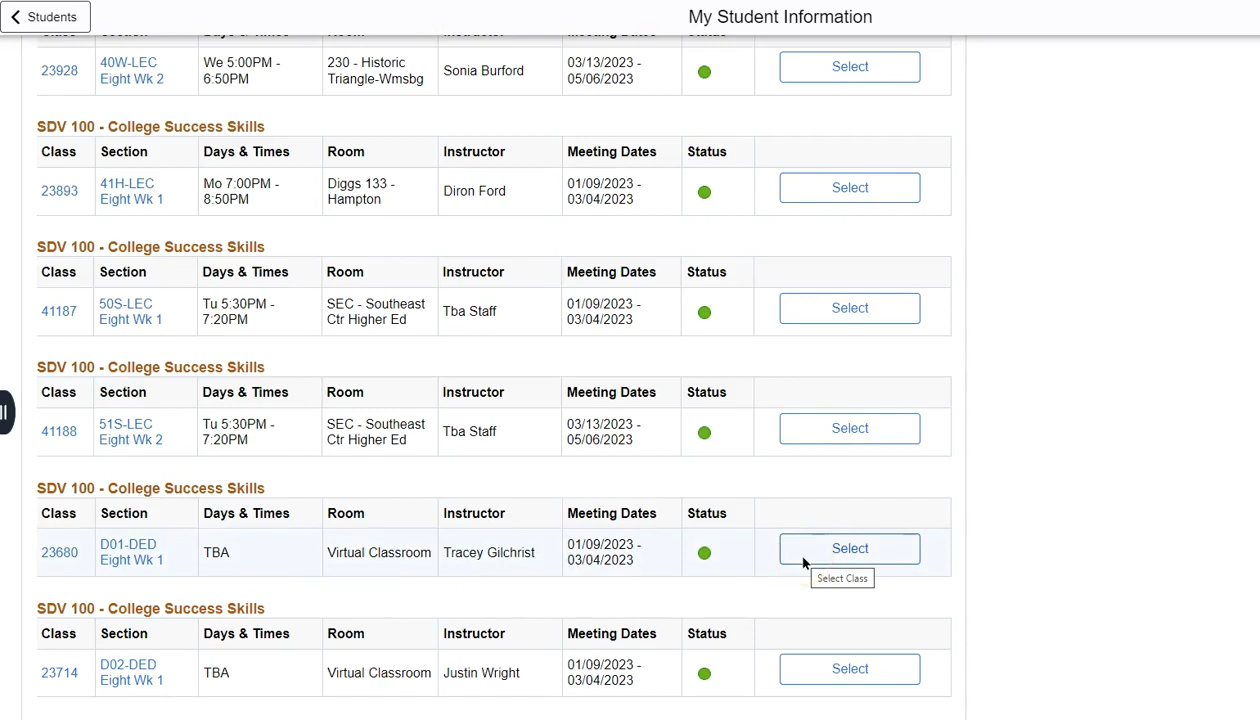 Students
My Student Information
Class Section Days & Times Room Instructor Meeting Dates Status
23928
40W-LEC
Eight Wk 2
We 5:00PM -
6:50PM
230 - Historic
Triangle-Wmsbg
Sonia Burford
03/13/2023 -
05/06/2023
Select
SDV 100 - College Success Skills
Class Section Days & Times Room Instructor Meeting Dates Status
23893
41H-LEC
Eight Wk 1
Mo 7:00PM -
8:50PM
Diggs 133 -
Hampton
Diron Ford
01/09/2023 -
03/04/2023
Select
SDV 100 - College Success Skills
Class Section Days & Times Room Instructor Meeting Dates Status
41187
50S-LEC
Eight Wk 1
Tu 5:30PM -
7:20PM
SEC - Southeast
Ctr Higher Ed
Tba Staff
01/09/2023 -
03/04/2023
Select
SDV 100 - College Success Skills
Class Section Days & Times Room Instructor Meeting Dates Status
41188
51S-LEC
Eight Wk 2
Tu 5:30PM -
7:20PM
SEC - Southeast
Ctr Higher Ed
Tba Staff
03/13/2023 -
05/06/2023
Select
SDV 100 - College Success Skills
Class Section Days & Times Room Instructor Meeting Dates Status
23680
D01-DED
Eight Wk 1
TBA
Virtual Classroom
Tracey Gilchrist
01/09/2023 -
03/04/2023
Select
Select Class
SDV 100 - College Success Skills
Class Section Days & Times Room Instructor Meeting Dates Status
23714
D02-DED
Eight Wk 1
TBA
Virtual Classroom
Justin Wright
01/09/2023 -
03/04/2023
Select